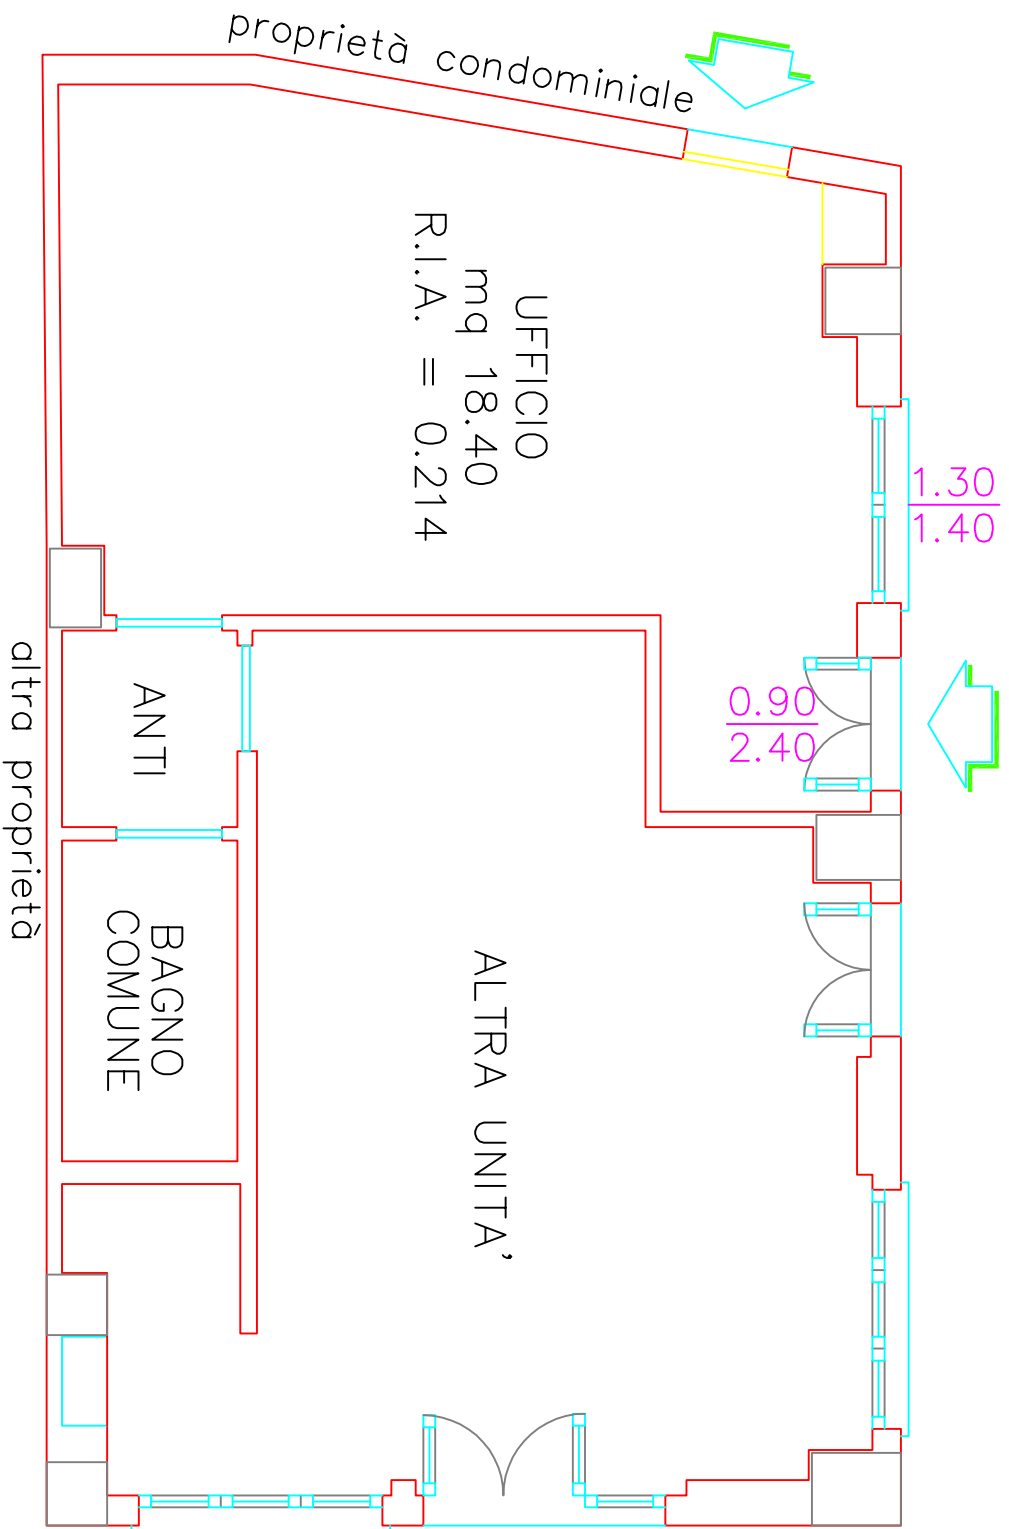 proprietà condominiale
UFFICIO
mq 18.40
R.I.A. = 0.214
1.30
1.40
0.90
2.40
ANTI
altra proprietà
BAGNO
COMUNE
ALTRA UNITA'